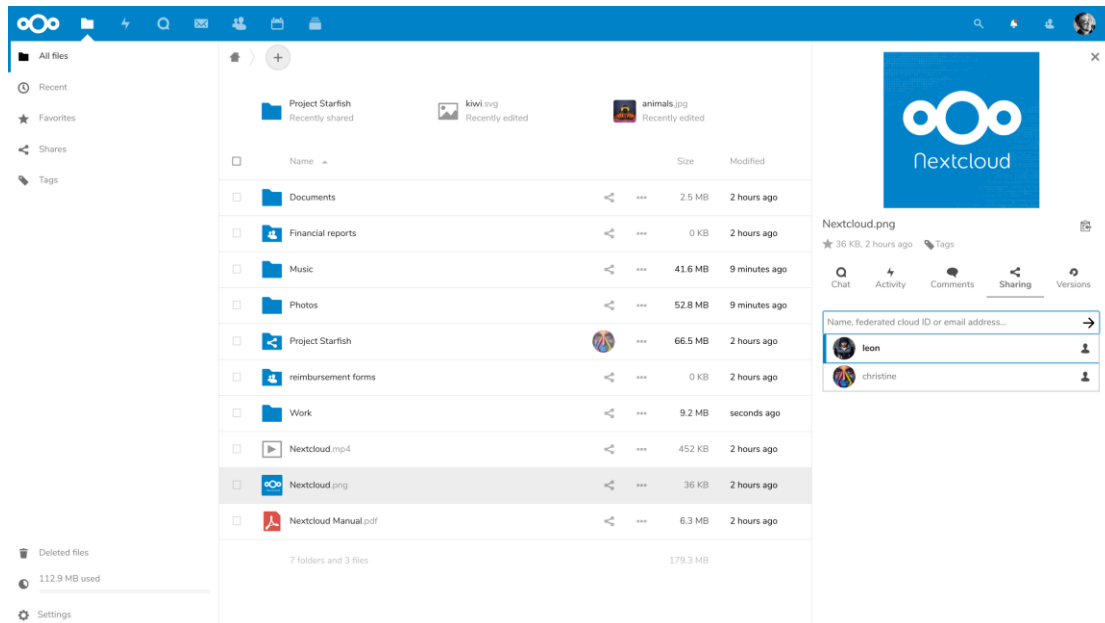 All files
Recent
Favorites
Shares
Tags
Deleted files
112.9 MB used
Settings
Project Starfish
Recently shared
kiwi.svg
Recently edited
animals.jpg
Recently edited
Name Size Modified
Documents 2.5 MB 2 hours ago
Financial reports 0 KB 2 hours ago
Music 41.6 MB 9 minutes ago
Photos 52.8 MB 9 minutes ago
Project Starfish 66.5 MB 2 hours ago
reimbursement forms 0 KB 2 hours ago
Work 9.2 MB seconds ago
Nextcloud.mp4 452 KB 2 hours ago
Nextcloud.png 36 KB 2 hours ago
Nextcloud Manual.pdf 6.3 MB 2 hours ago
7 folders and 3 files 179.3 MB
Nextcloud
Nextcloud.png
36 KB, 2 hours ago Tags
Chat Activity Comments Sharing Versions
Name, federated cloud ID or email address...
leon
christine